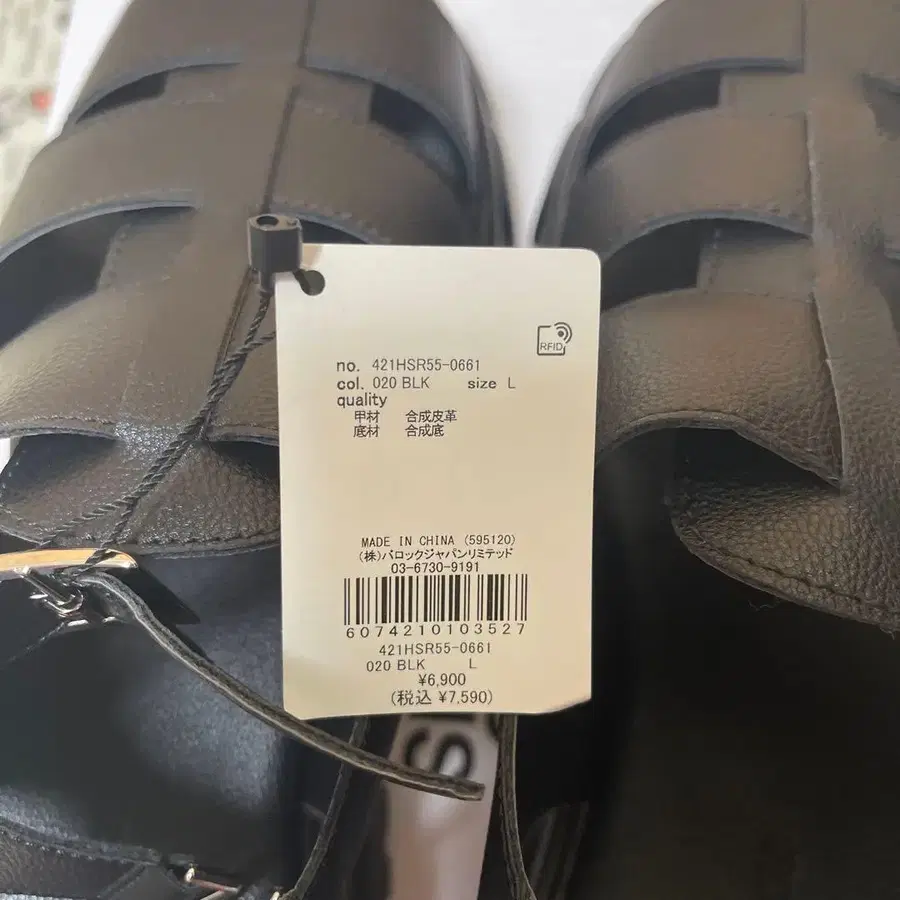 RFID
no. 421HSR55-0661
col. 020 BLK size L
quality
甲材 合成皮革
底材 合成底
MADE IN CHINA (595120)
(株)バロックジャパンリミテッド
03-6730-9191
6074210103527
421HSR55-0661
020 BLK L
¥6,900
(税込 ¥7,590)